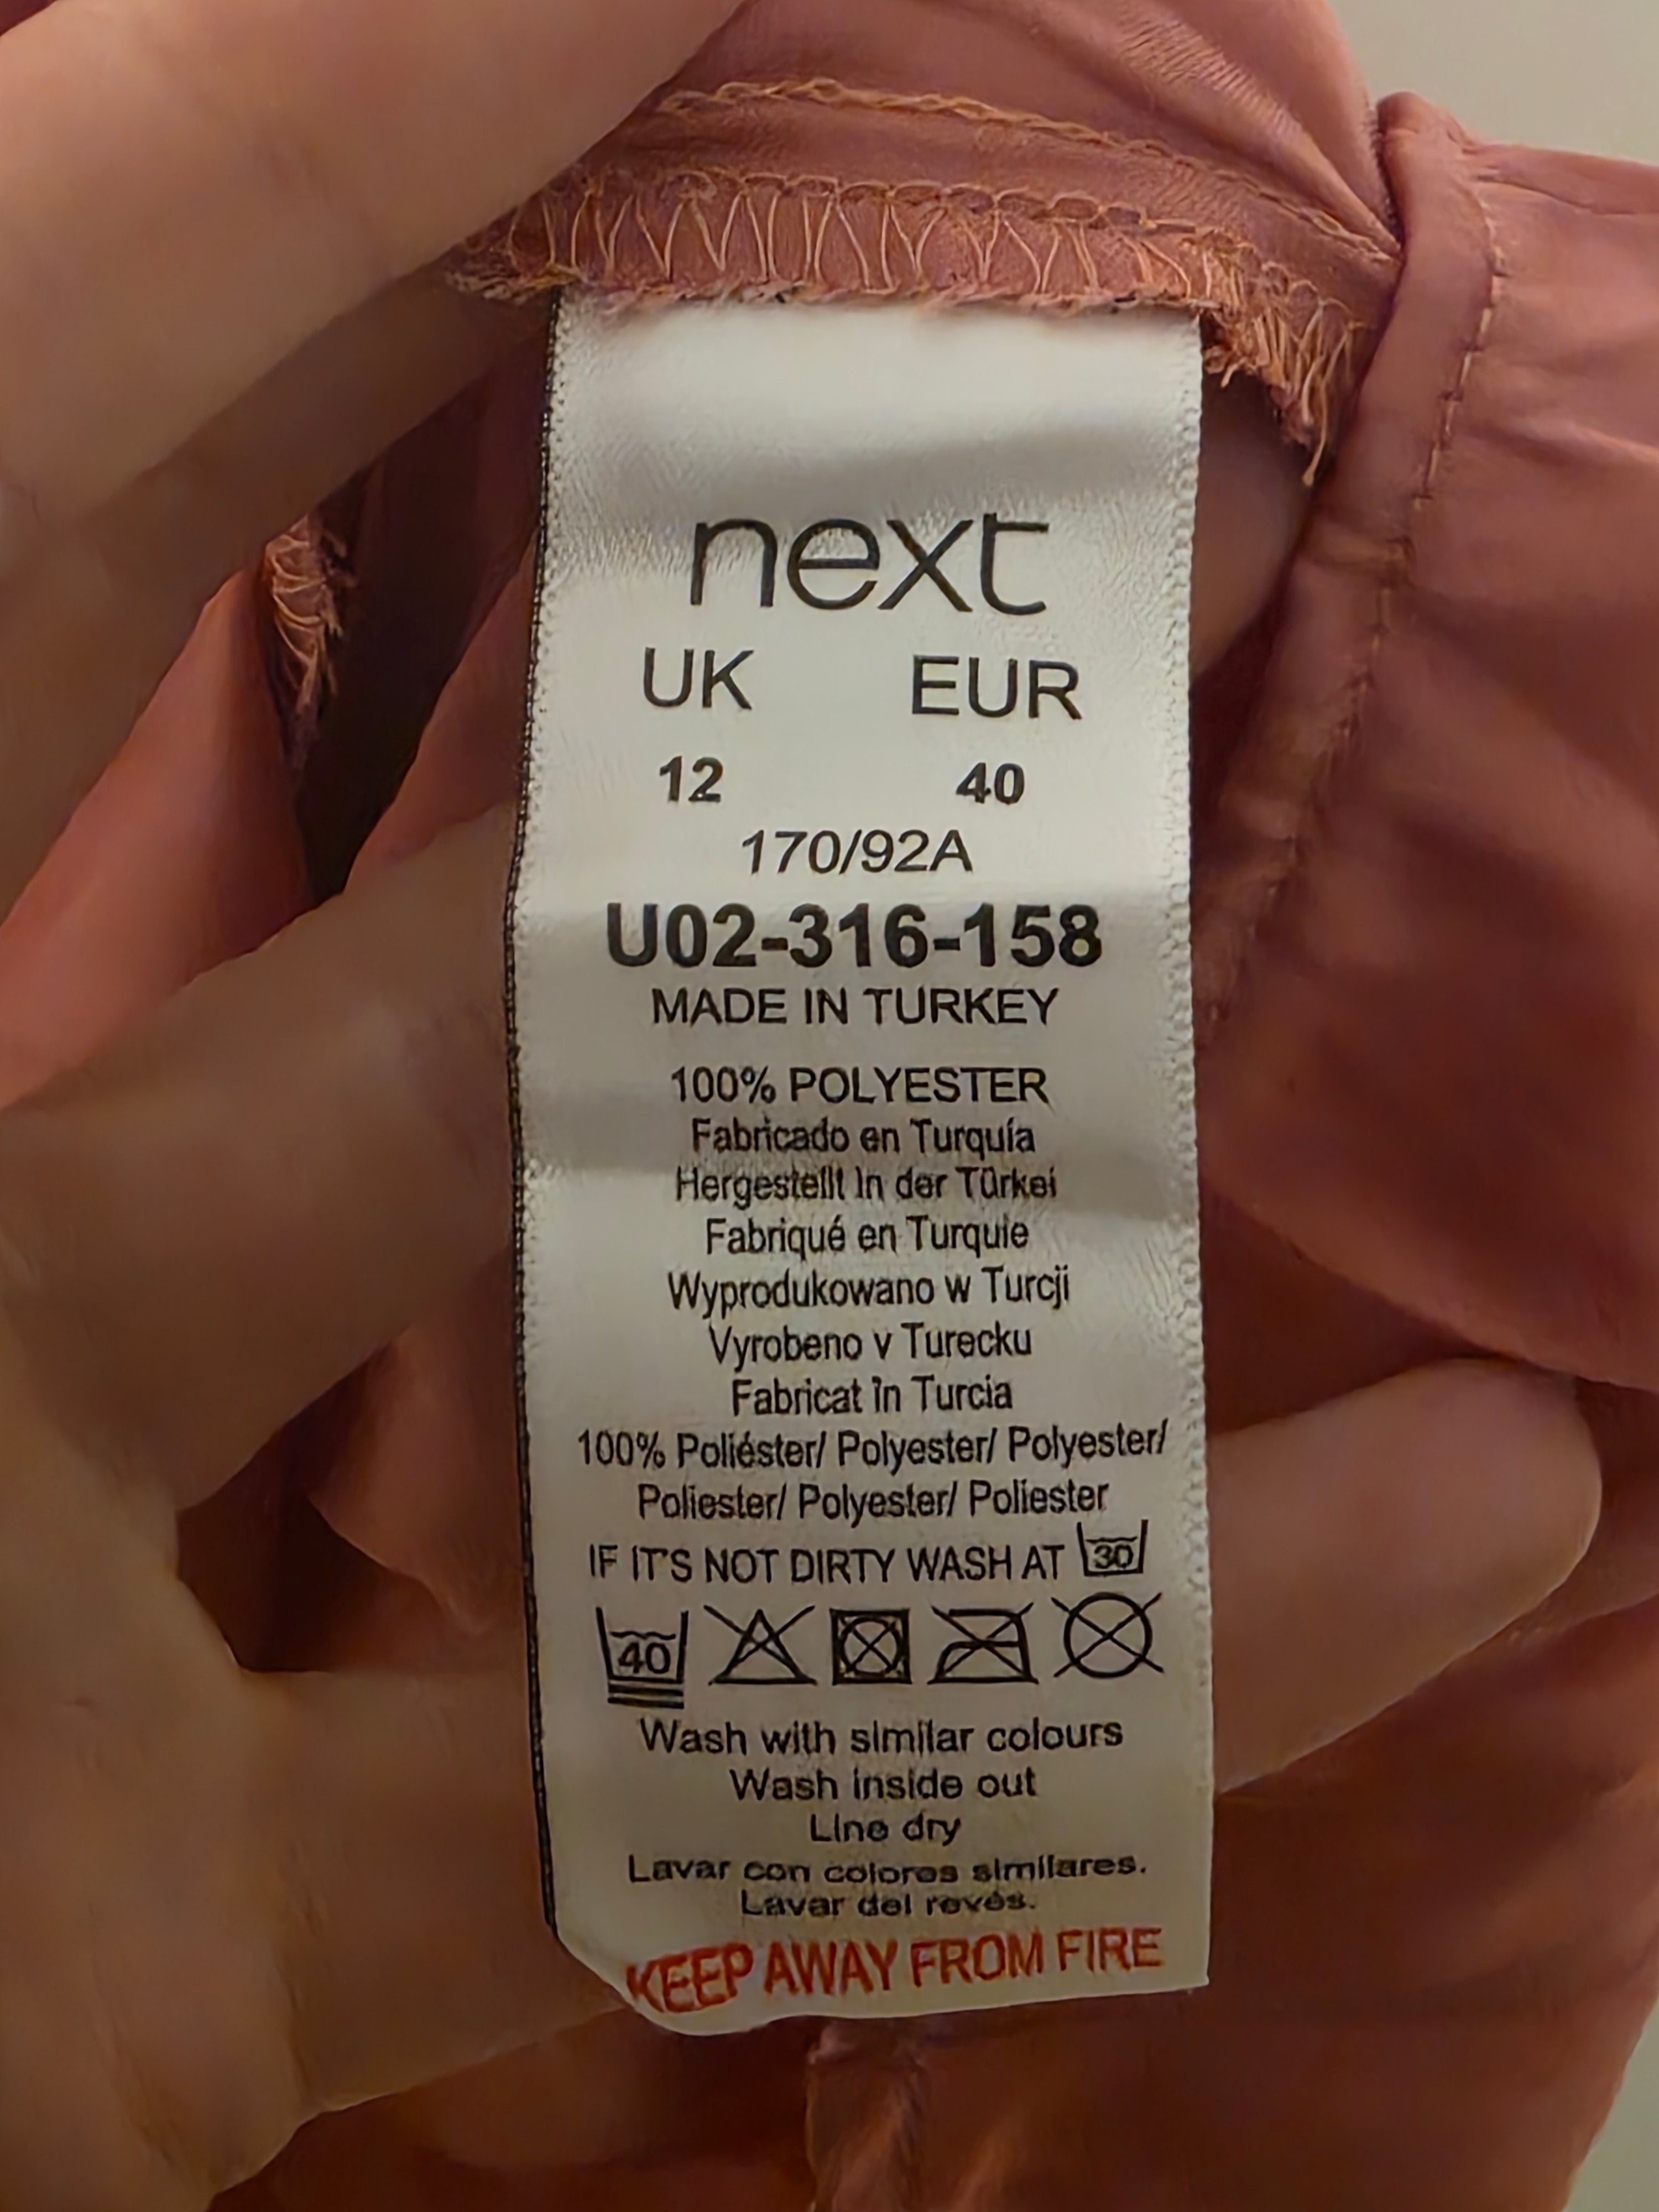 next
UK EUR
12 40
170/92A
U02-316-158
MADE IN TURKEY
100% POLYESTER
Fabricado en Turquía
Hergestellt in der Türkei
Fabriqué en Turquie
Wyprodukowano w Turcji
Vyrobeno v Turecku
Fabricat în Turcia
100% Poliéster/ Polyester/ Polyester/
Poliester/ Polyester/ Poliester
IF IT'S NOT DIRTY WASH AT 30
40
Wash with similar colours
Wash inside out
Line dry
Lavar con colores similares.
Lavar del revés.
KEEP AWAY FROM FIRE